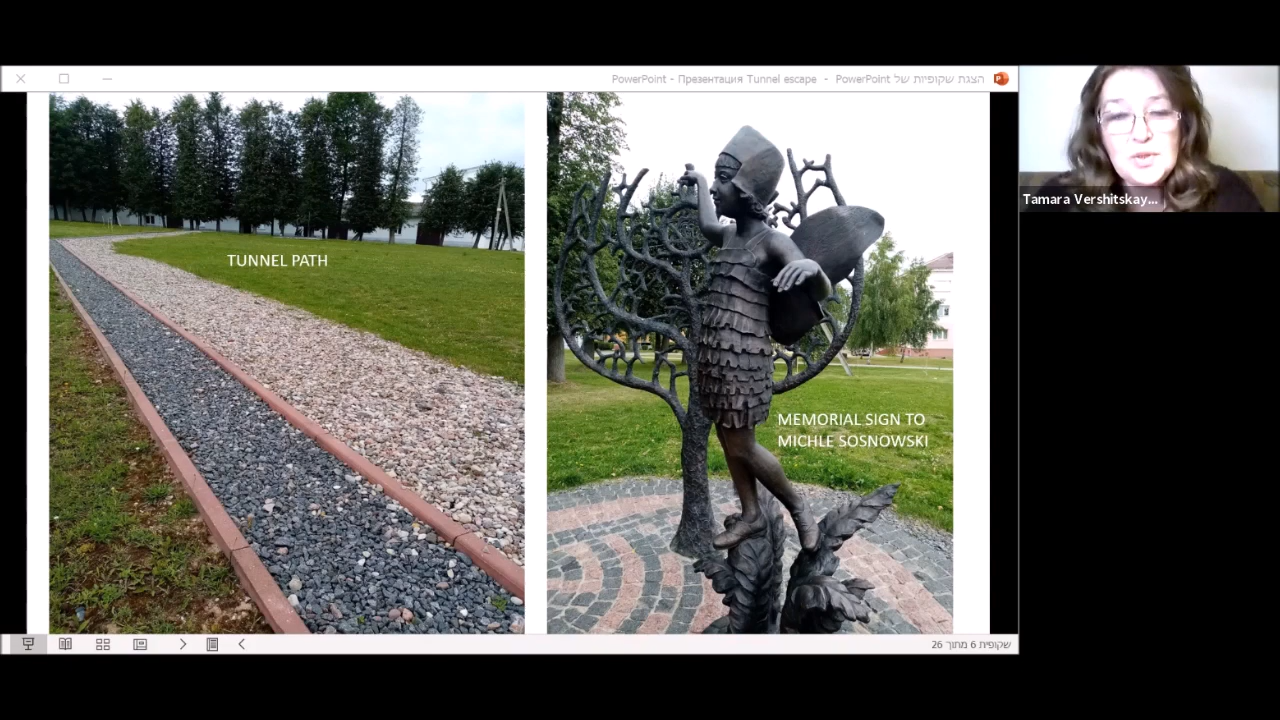 PowerPoint - Презентация Tunnel escape - PowerPoint הצגת שקופיות של
Tamara Vershitskay...
TUNNEL PATH
MEMORIAL SIGN TO
MICHLE SOSNOWSKI
שקופית 6 מתוך 26